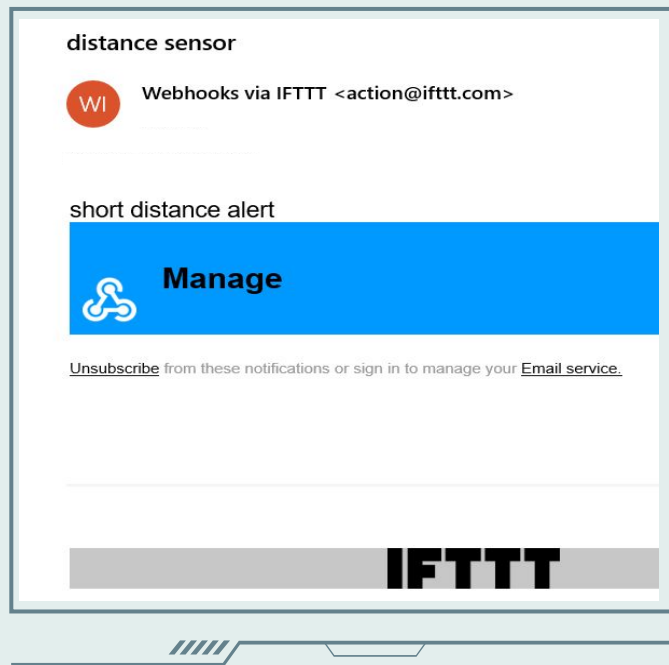 distance sensor
WI
Webhooks via IFTTT <action@ifttt.com>
short distance alert
Manage
Unsubscribe from these notifications or sign in to manage your Email service.
IFTTT